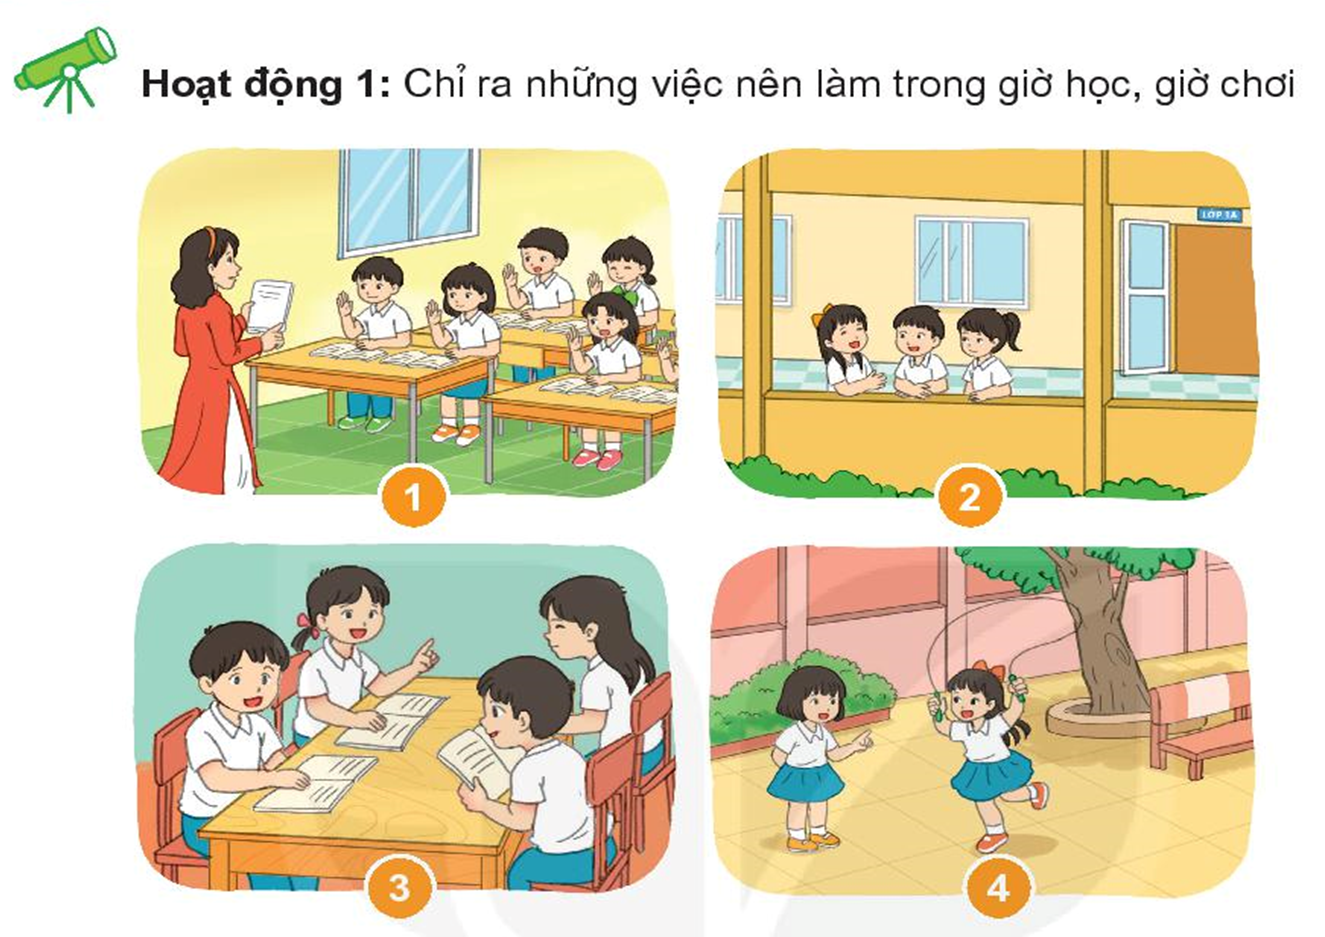 Hoạt động 1: Chỉ ra những việc nên làm trong giờ học, giờ chơi
LỚP 1A
1
2
3
4